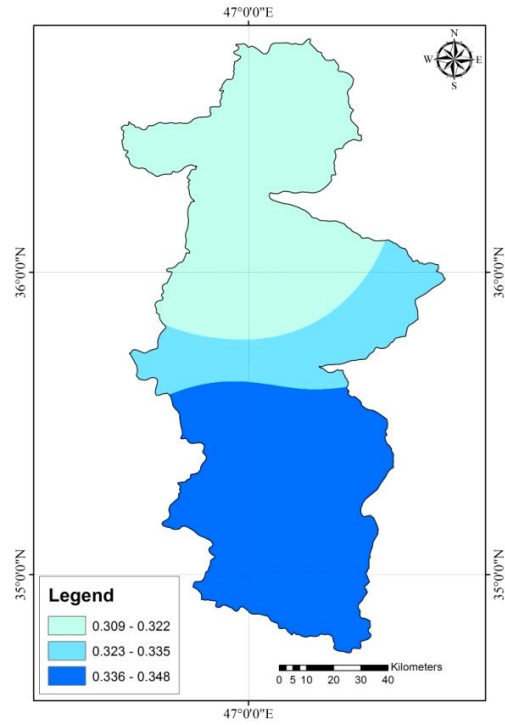 47°0'0"E
N
W E
S
36°0'0"N 36°0'0"N
35°0'0"N 35°0'0"N
Legend
0.309 - 0.322
0.323 - 0.335
0.336 - 0.348
Kilometers
0 5 10 20 30 40
47°0'0"E